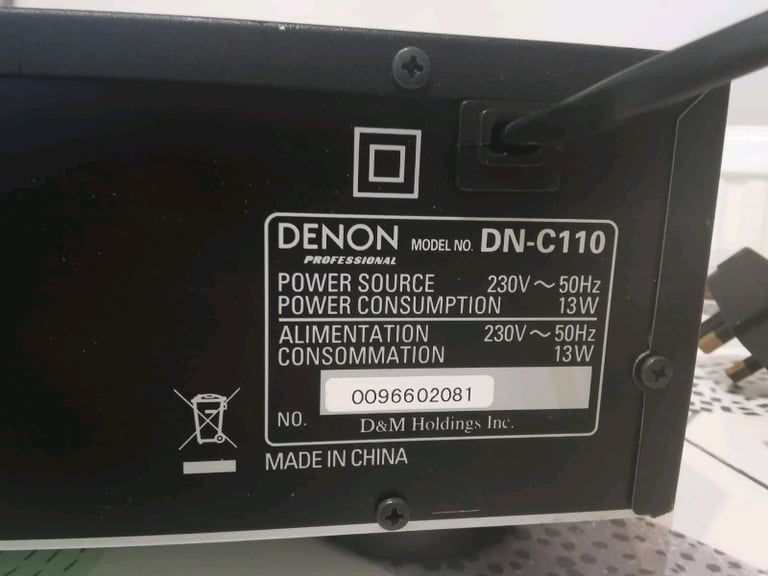 DENON MODEL NO. DN-C110
PROFESSIONAL
POWER SOURCE 230V～50Hz
POWER CONSUMPTION 13W
ALIMENTATION 230V～50Hz
CONSOMMATION 13W
0096602081
NO. D&M Holdings Inc.
MADE IN CHINA